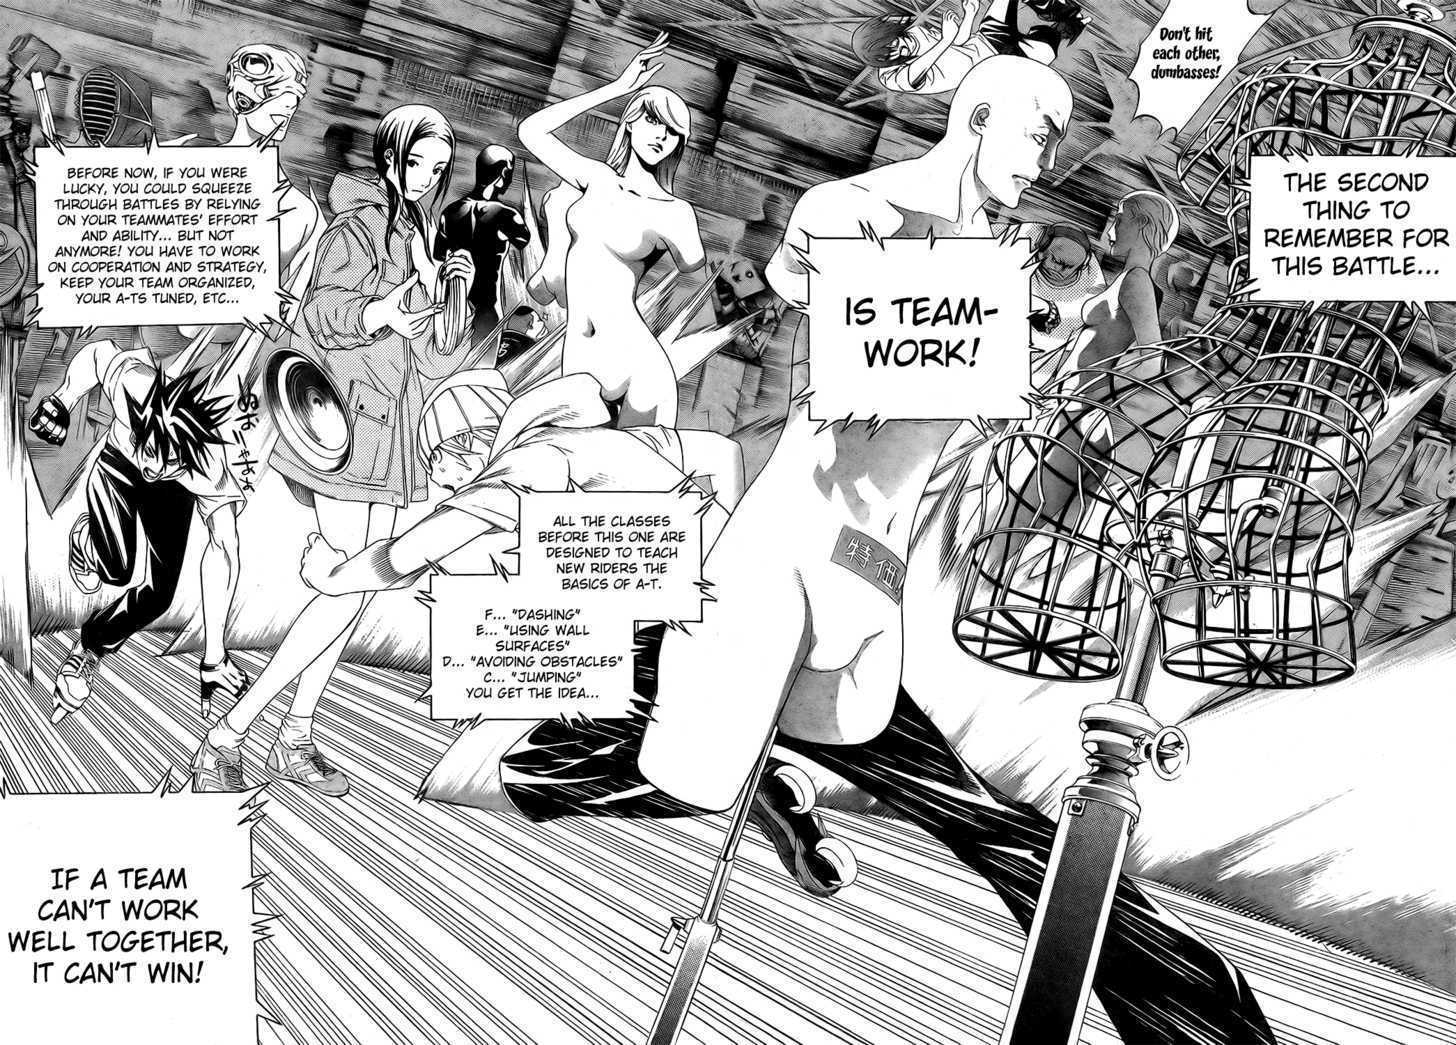 Don't hit
each other,
dumbasses!
THE SECOND
THING TO
REMEMBER FOR
THIS BATTLE...
IS TEAM-
WORK!
特価
ALL THE CLASSES
BEFORE THIS ONE ARE
DESIGNED TO TEACH
NEW RIDERS THE
BASICS OF A-T.
F... "DASHING"
E... "USING WALL
SURFACES"
D... "AVOIDING OBSTACLES"
C... "JUMPING"
YOU GET THE IDEA...
BEFORE NOW, IF YOU WERE
LUCKY, YOU COULD SQUEEZE
THROUGH BATTLES BY RELYING
ON YOUR TEAMMATES' EFFORT
AND ABILITY... BUT NOT
ANYMORE! YOU HAVE TO WORK
ON COOPERATION AND STRATEGY,
KEEP YOUR TEAM ORGANIZED,
YOUR A-TS TUNED, ETC...
IF A TEAM
CAN'T WORK
WELL TOGETHER,
IT CAN'T WIN!